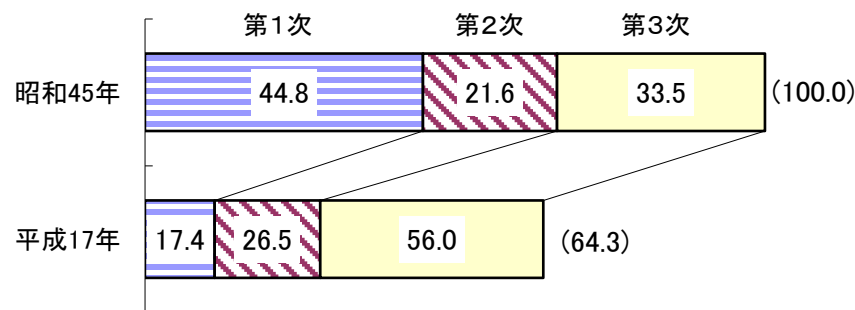 第1次 第2次 第3次
昭和45年 44.8 21.6 33.5 (100.0)
平成17年 17.4 26.5 56.0 (64.3)